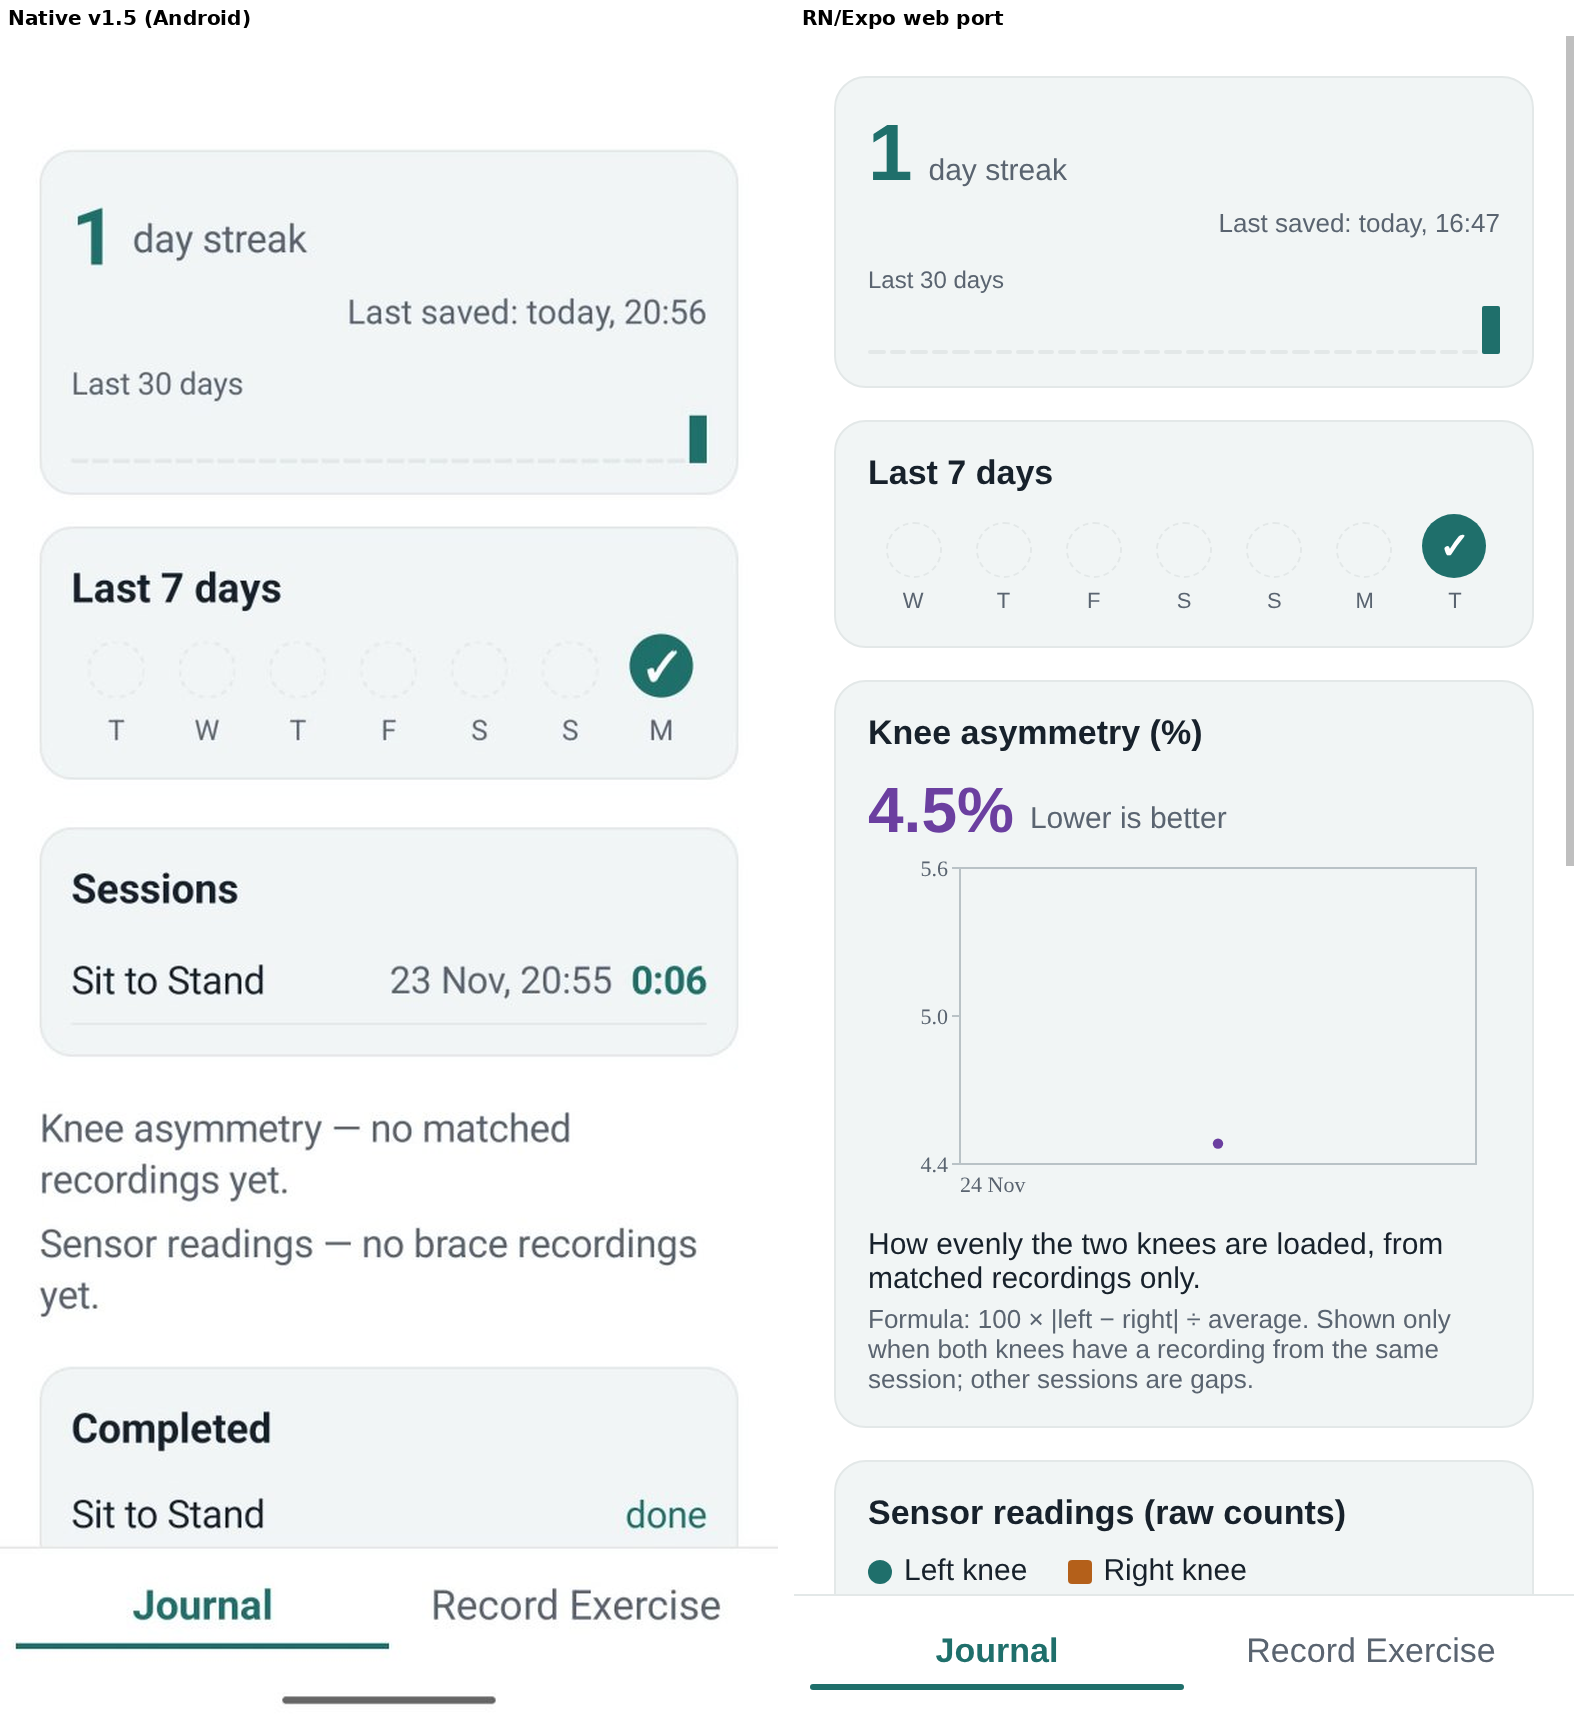 Native v1.5 (Android)
1 day streak
Last saved: today, 20:56
Last 30 days
Last 7 days
✓
T W T F S S M
Sessions
Sit to Stand 23 Nov, 20:55 0:06
Knee asymmetry — no matched
recordings yet.
Sensor readings — no brace recordings
yet.
Completed
Sit to Stand done
Journal Record Exercise
RN/Expo web port
1 day streak
Last saved: today, 16:47
Last 30 days
Last 7 days
✓
W T F S S M T
Knee asymmetry (%)
4.5% Lower is better
5.6
5.0
4.4
24 Nov
How evenly the two knees are loaded, from
matched recordings only.
Formula: 100 × |left − right| ÷ average. Shown only
when both knees have a recording from the same
session; other sessions are gaps.
Sensor readings (raw counts)
Left knee Right knee
Journal Record Exercise